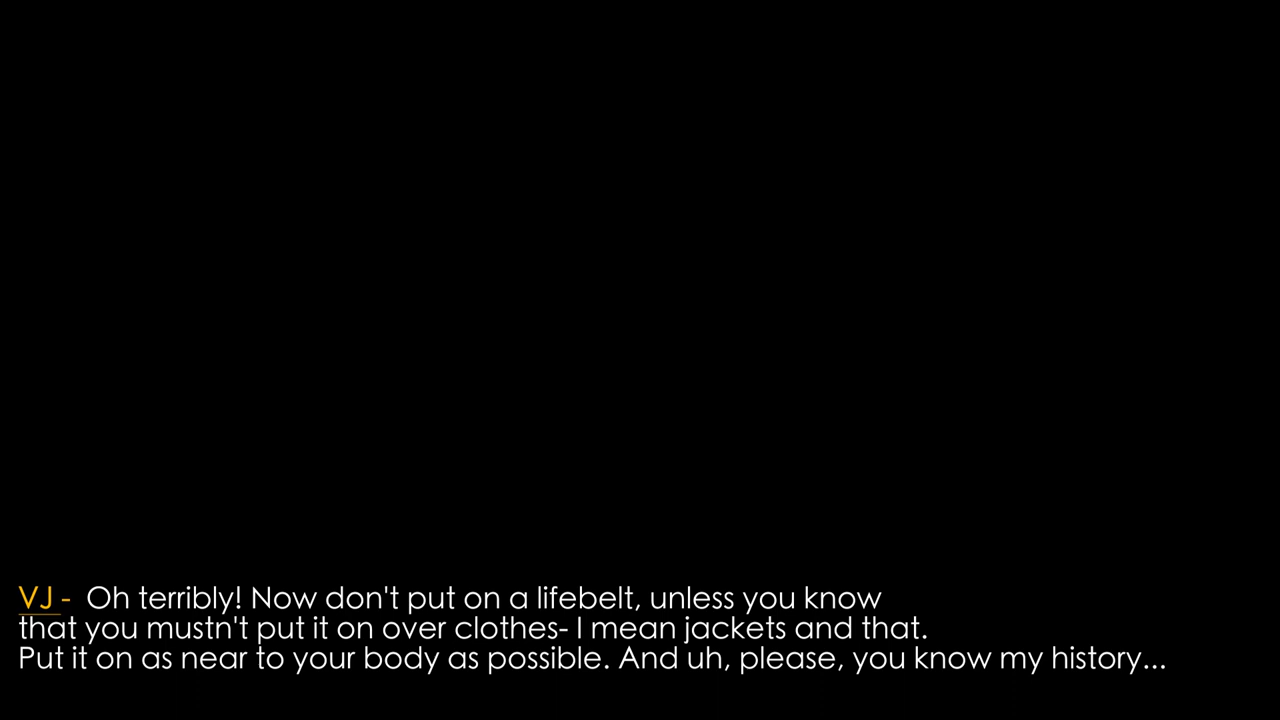 VJ -  Oh terribly! Now don't put on a lifebelt, unless you know
that you mustn't put it on over clothes- I mean jackets and that.
Put it on as near to your body as possible. And uh, please, you know my history...